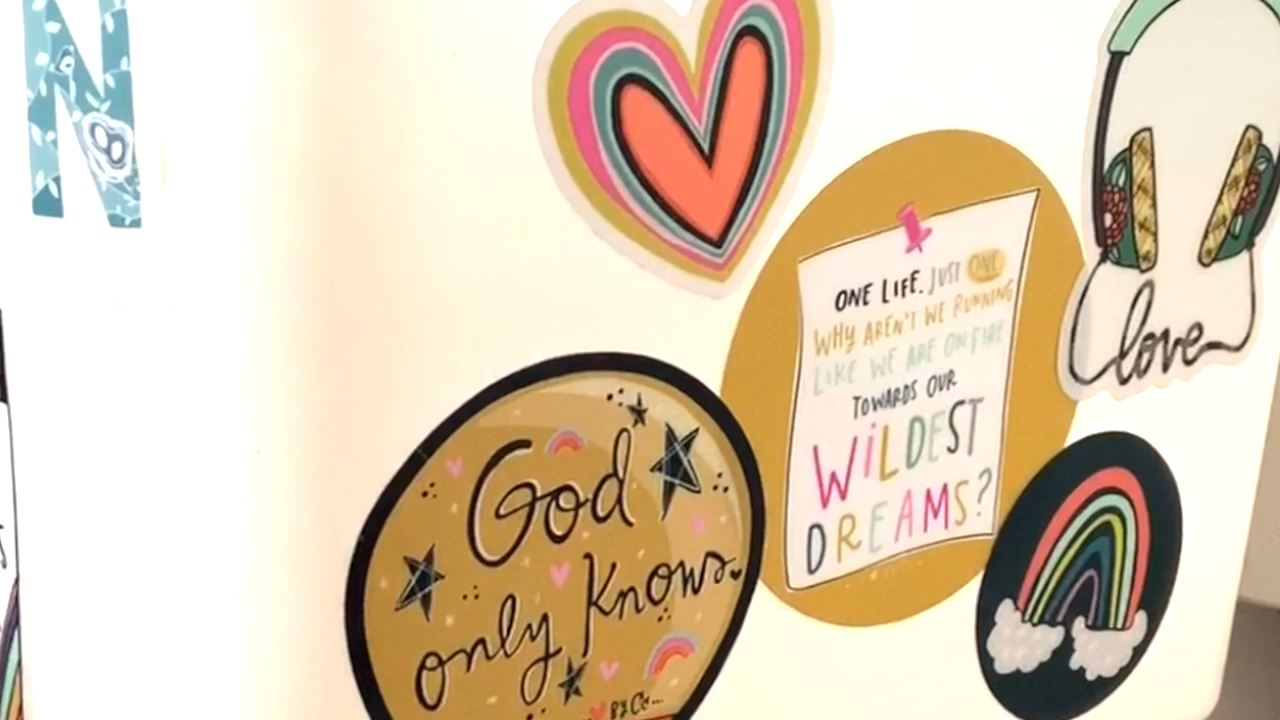 N
ONE LIFE. JUST ONE
WHY AREN'T WE RUNNING
LIKE WE ARE ON FIRE
TOWARDS OUR
WiLDEST
DREAMS?
love
God
only Knows